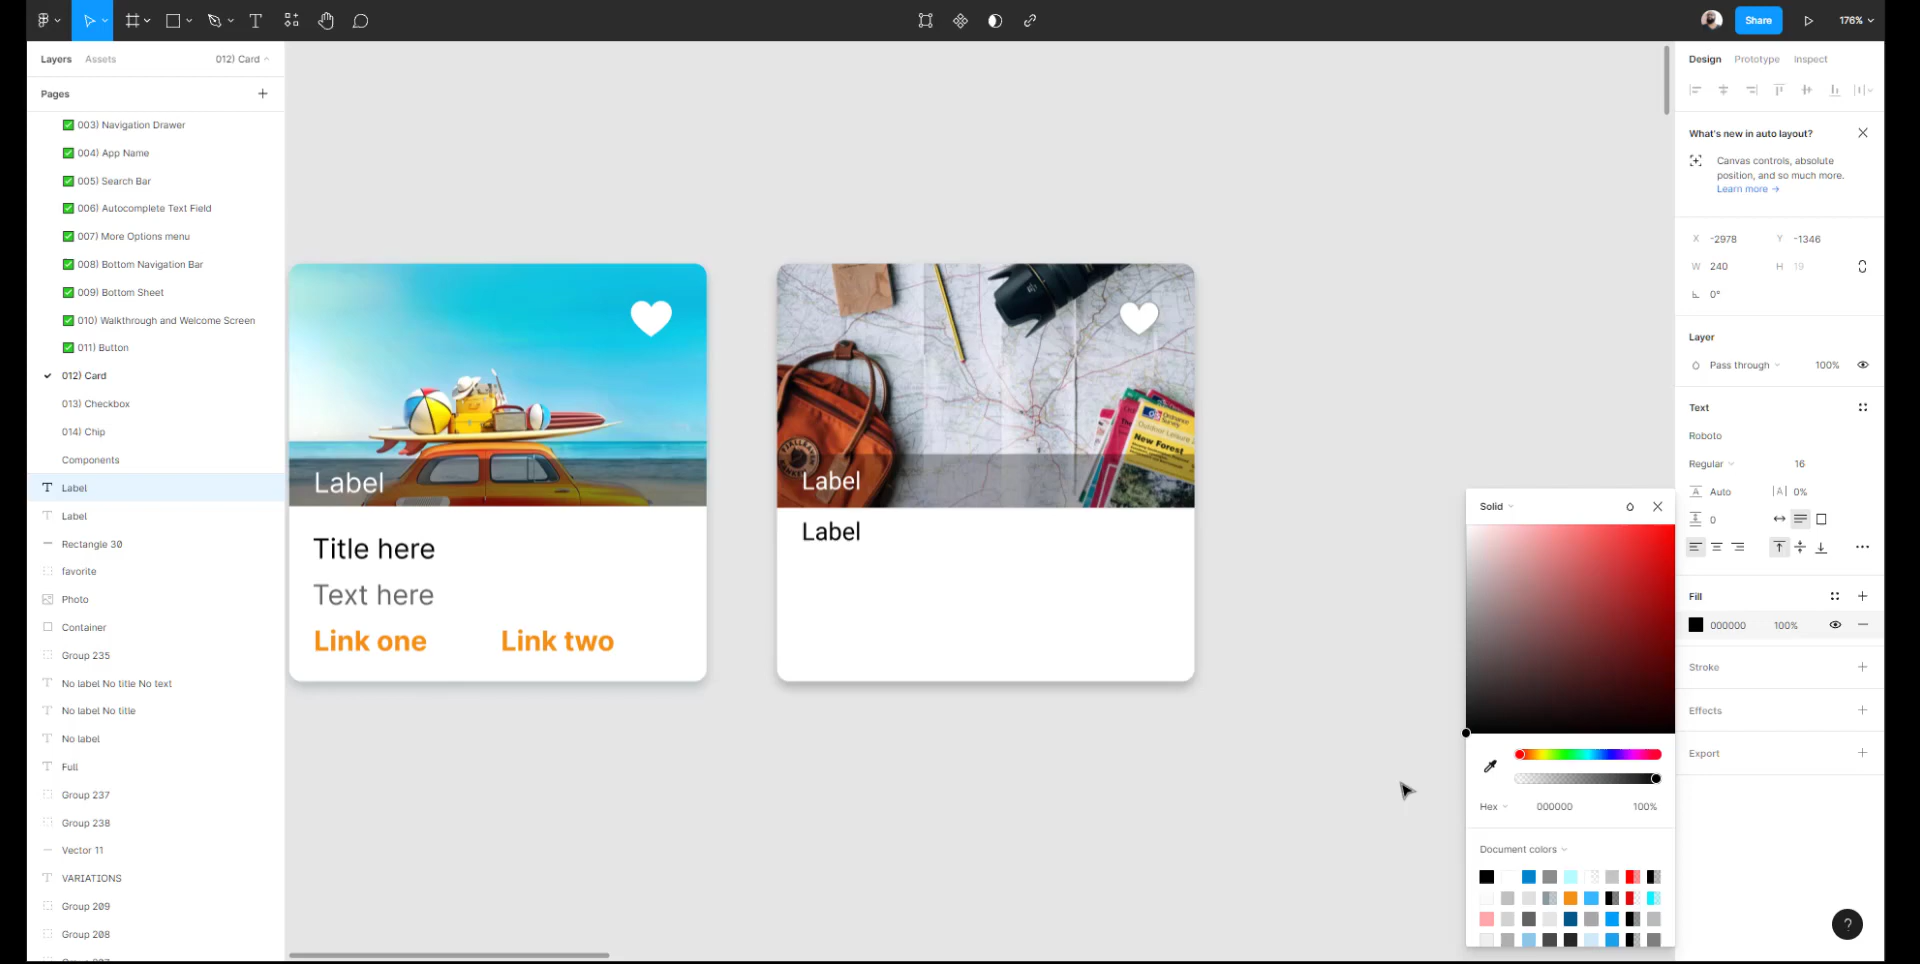 Share
176%
Layers
Assets
012) Card
Pages
003) Navigation Drawer
004) App Name
005) Search Bar
006) Autocomplete Text Field
007) More Options menu
008) Bottom Navigation Bar
009) Bottom Sheet
010) Walkthrough and Welcome Screen
011) Button
012) Card
013) Checkbox
014) Chip
Components
Label
Label
Rectangle 30
favorite
Photo
Container
Group 235
No label No title No text
No label No title
No label
Full
Group 237
Group 238
Vector 11
VARIATIONS
Group 209
Group 208
Label
Title here
Text here
Link one
Link two
New Forest
Label
Label
Solid
Hex
000000
100%
Document colors
Design
Prototype
Inspect
What's new in auto layout?
Canvas controls, absolute
position, and so much more.
Learn more →
X -2978
Y -1346
W 240
H 19
0°
Layer
Pass through
100%
Text
Roboto
Regular
16
Auto
|A| 0%
0
Fill
000000
100%
Stroke
Effects
Export
?